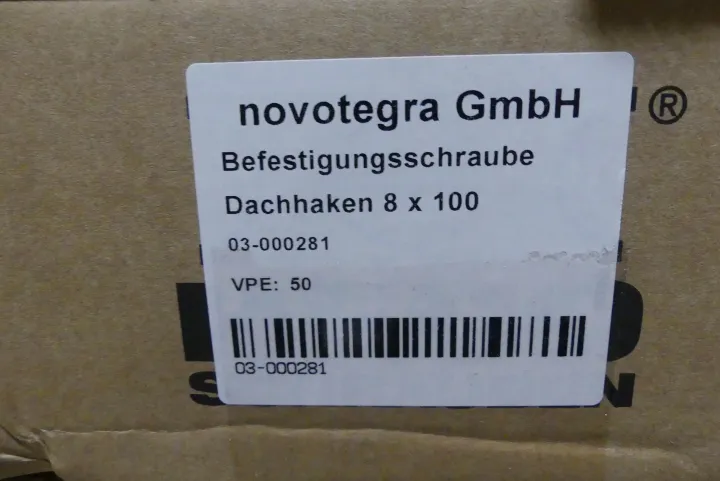 novotegra GmbH
®
Befestigungsschraube
Dachhaken 8 x 100
03-000281
VPE: 50
03-000281